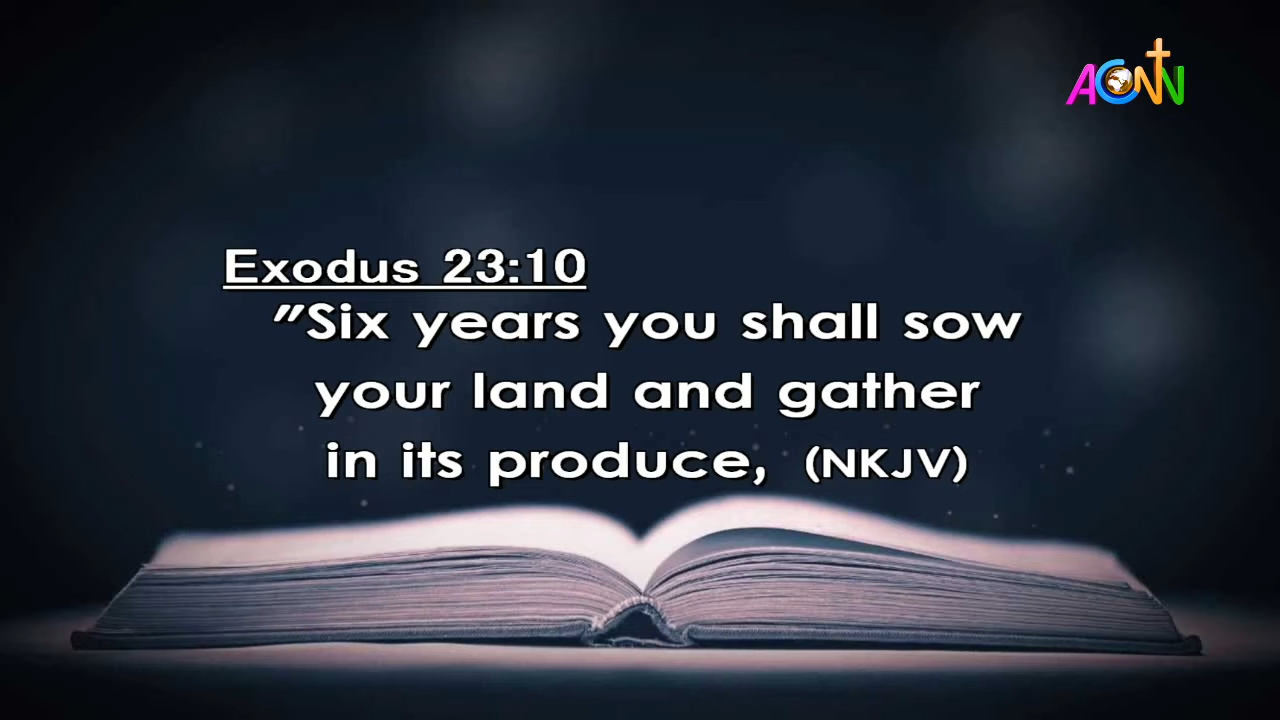 ACNN
Exodus 23:10
"Six years you shall sow
your land and gather
in its produce, (NKJV)